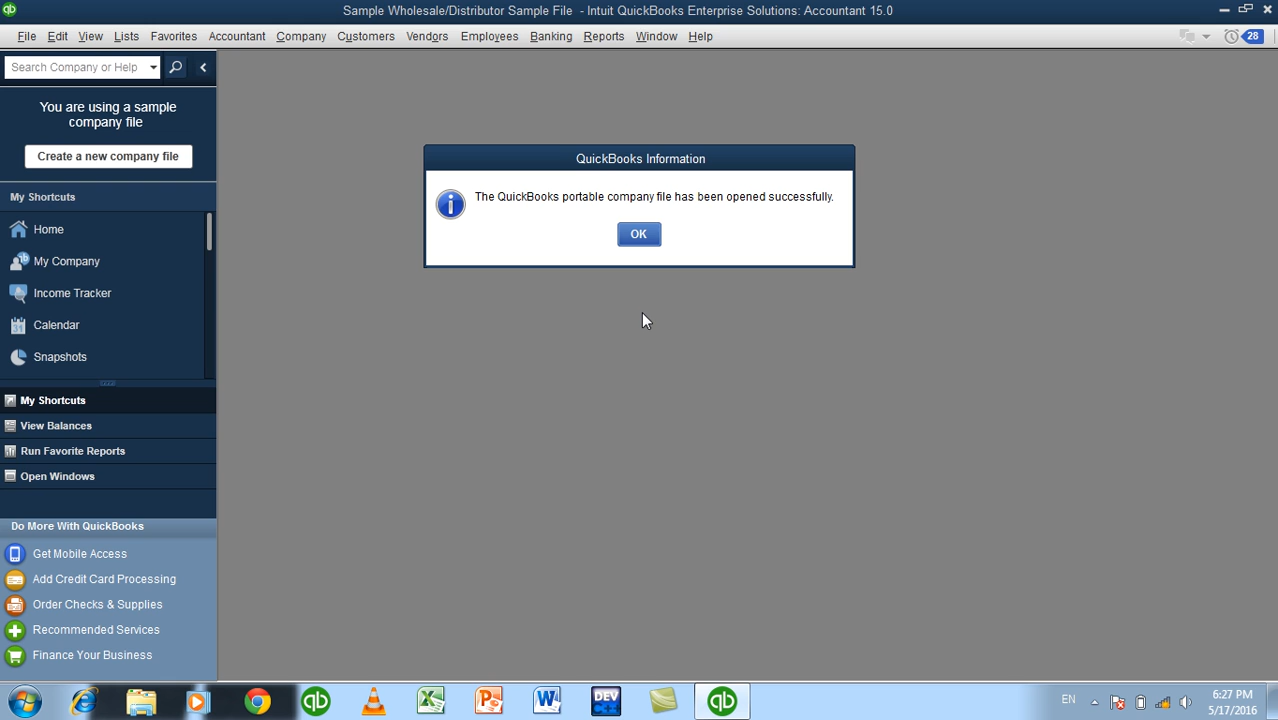 Sample Wholesale/Distributor Sample File - Intuit QuickBooks Enterprise Solutions: Accountant 15.0
File Edit View Lists Favorites Accountant Company Customers Vendors Employees Banking Reports Window Help
28
Search Company or Help
You are using a sample
company file
Create a new company file
My Shortcuts
Home
My Company
Income Tracker
Calendar
Snapshots
My Shortcuts
View Balances
Run Favorite Reports
Open Windows
Do More With QuickBooks
Get Mobile Access
Add Credit Card Processing
Order Checks & Supplies
Recommended Services
Finance Your Business
QuickBooks Information
The QuickBooks portable company file has been opened successfully.
OK
DEV
C++
EN
6:27 PM
5/17/2016